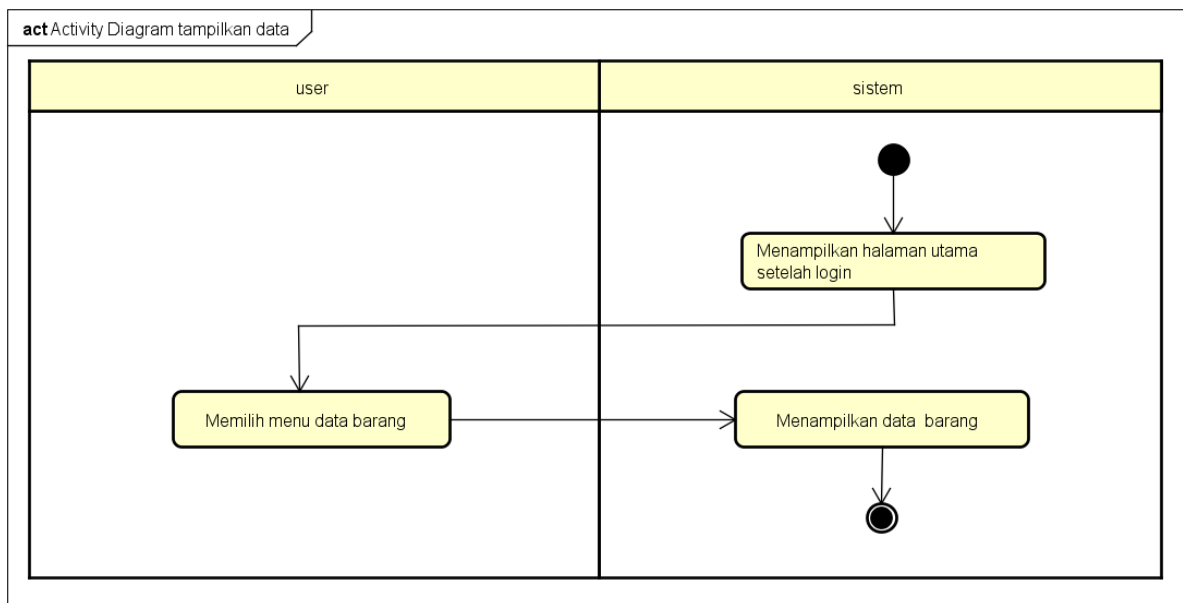 act Activity Diagram tampilkan data
user
sistem
Menampilkan halaman utama
setelah login
Memilih menu data barang
Menampilkan data  barang